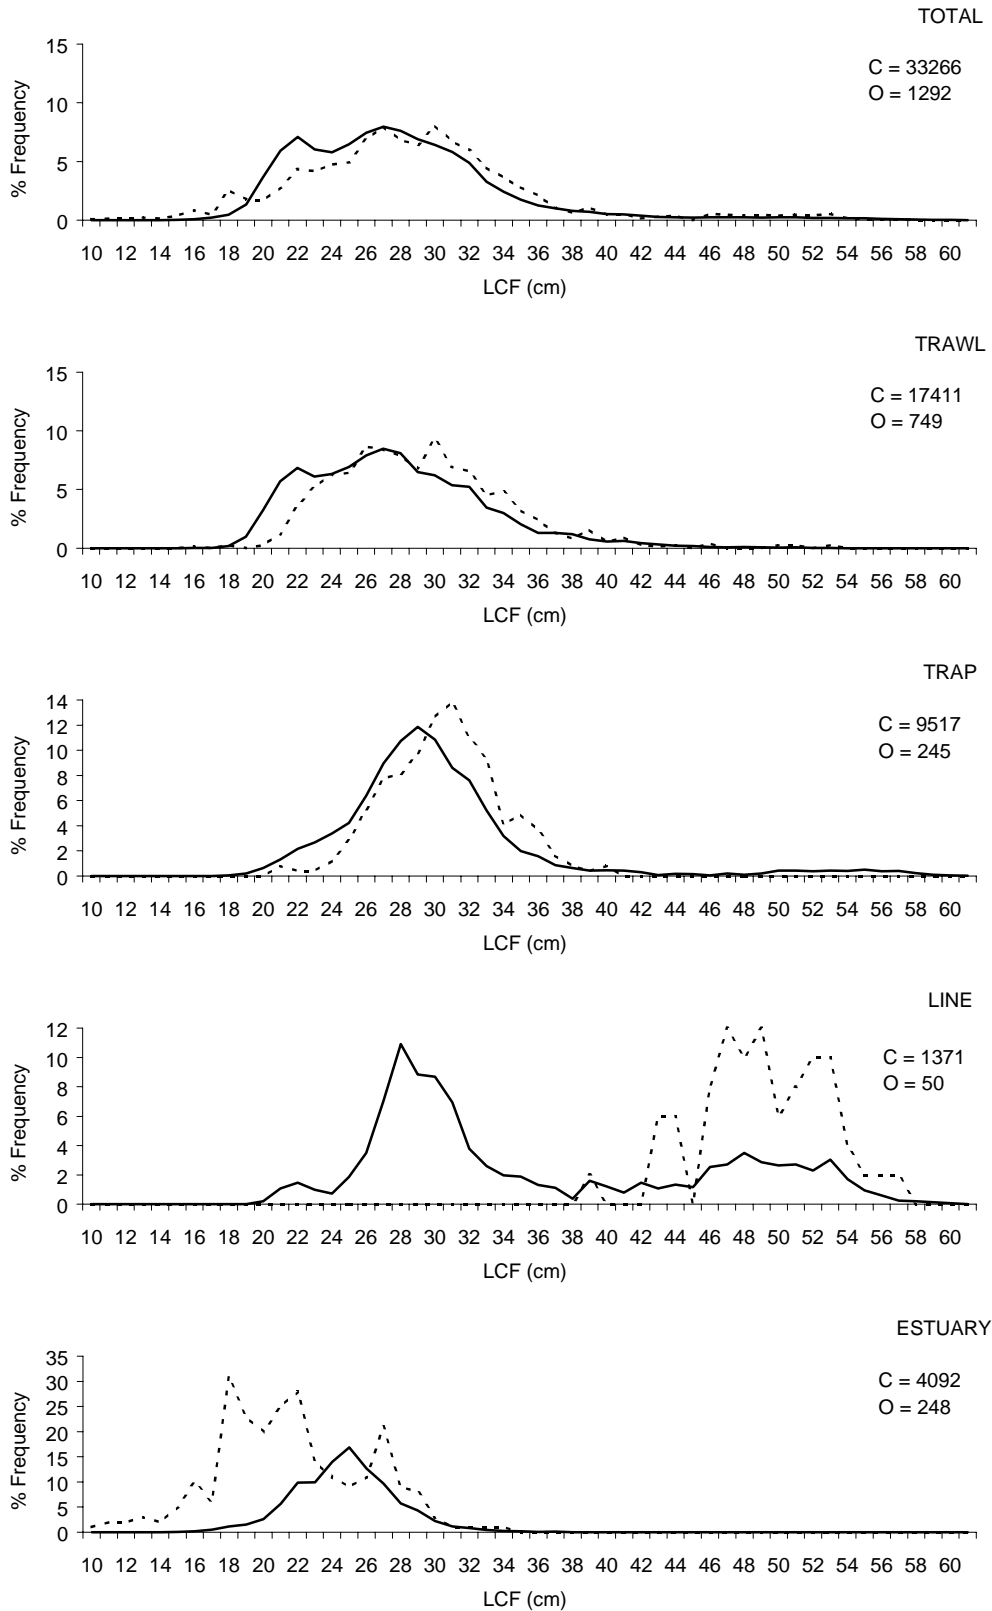 TOTAL
15
C = 33266
O = 1292
10
5
0
% Frequency
10 12 14 16 18 20 22 24 26 28 30 32 34 36 38 40 42 44 46 48 50 52 54 56 58 60
LCF (cm)
TRAWL
15
C = 17411
O = 749
10
5
0
% Frequency
10 12 14 16 18 20 22 24 26 28 30 32 34 36 38 40 42 44 46 48 50 52 54 56 58 60
LCF (cm)
TRAP
14
C = 9517
12
O = 245
10
8
6
4
2
0
% Frequency
10 12 14 16 18 20 22 24 26 28 30 32 34 36 38 40 42 44 46 48 50 52 54 56 58 60
LCF (cm)
LINE
12
C = 1371
10
O = 50
8
6
4
2
0
% Frequency
10 12 14 16 18 20 22 24 26 28 30 32 34 36 38 40 42 44 46 48 50 52 54 56 58 60
LCF (cm)
ESTUARY
35
C = 4092
30
O = 248
25
20
15
10
5
0
% Frequency
10 12 14 16 18 20 22 24 26 28 30 32 34 36 38 40 42 44 46 48 50 52 54 56 58 60
LCF (cm)